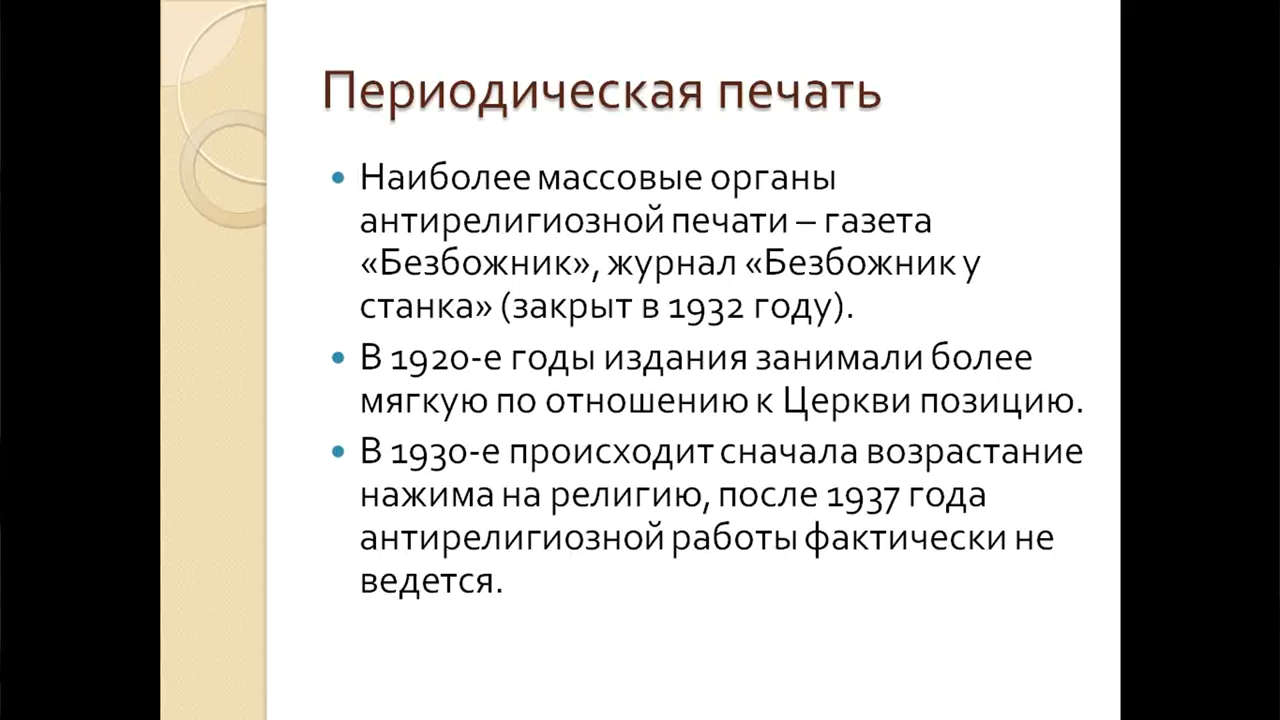 Периодическая печать
• Наиболее массовые органы
антирелигиозной печати – газета
«Безбожник», журнал «Безбожник у
станка» (закрыт в 1932 году).
• В 1920-е годы издания занимали более
мягкую по отношению к Церкви позицию.
• В 1930-е происходит сначала возрастание
нажима на религию, после 1937 года
антирелигиозной работы фактически не
ведется.